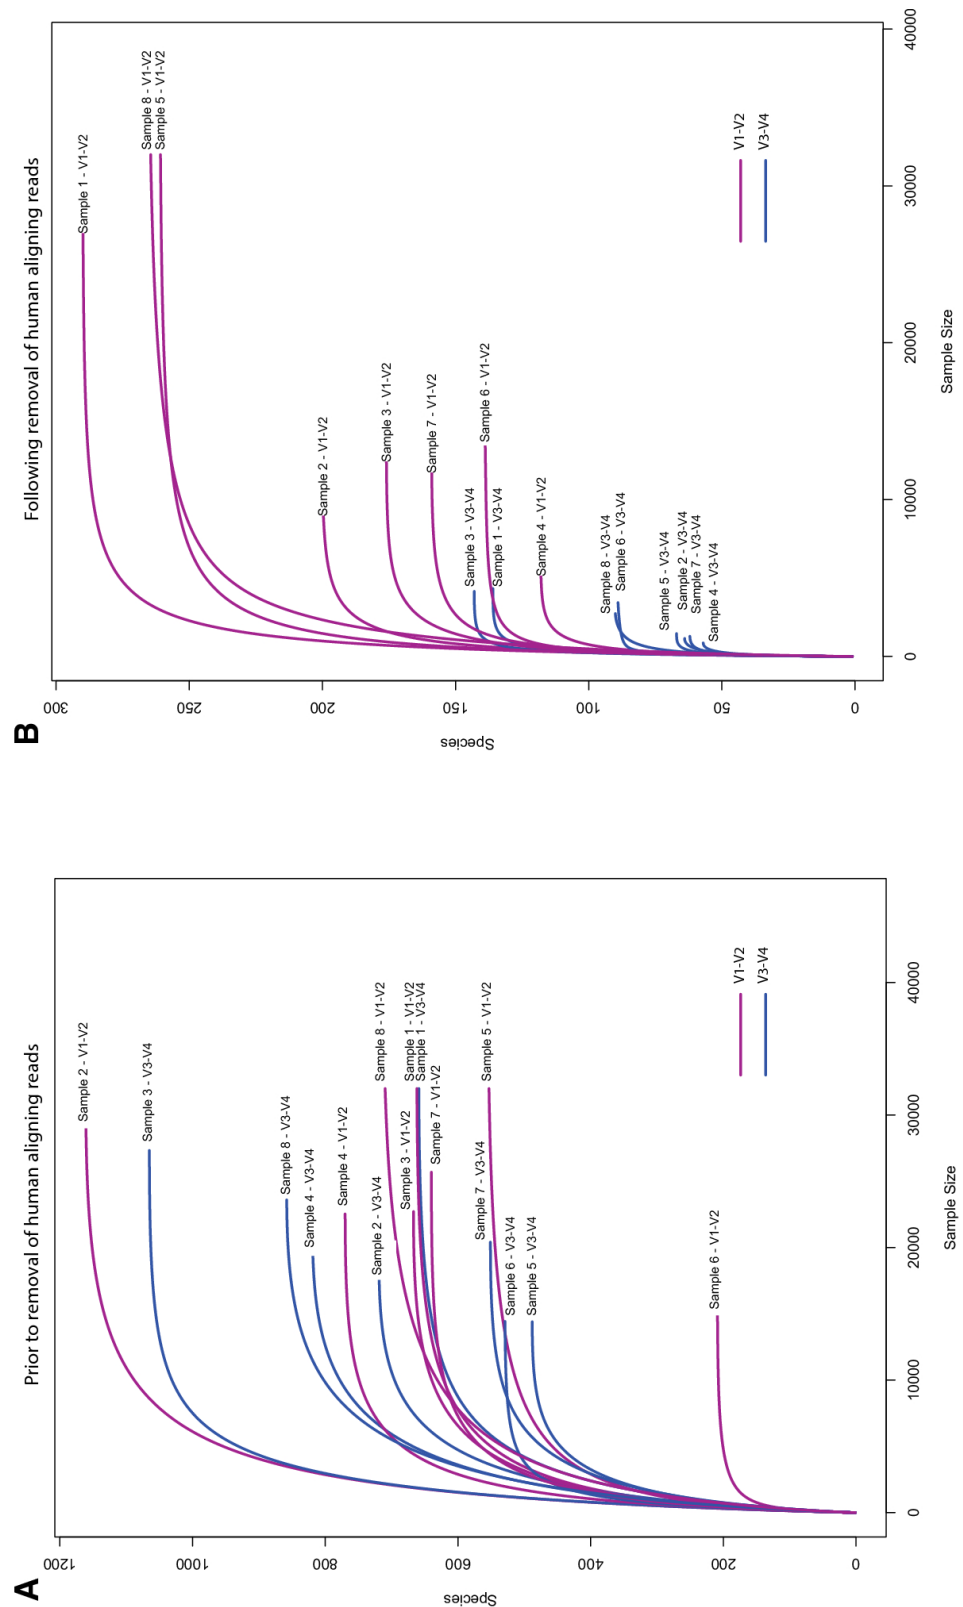 A
Prior to removal of human aligning reads
Species
1200
1000
800
600
400
200
0
Sample 2 - V1-V2
Sample 3 - V3-V4
Sample 8 - V3-V4
Sample 4 - V3-V4
Sample 4 - V1-V2
Sample 2 - V3-V4
Sample 8 - V1-V2
Sample 3 - V1-V2
Sample 1 - V1-V2
Sample 1 - V3-V4
Sample 7 - V1-V2
Sample 7 - V3-V4
Sample 5 - V1-V2
Sample 6 - V3-V4
Sample 5 - V3-V4
Sample 6 - V1-V2
V1-V2
V3-V4
0
10000
20000
30000
40000
Sample Size
B
Following removal of human aligning reads
Species
300
250
200
150
100
50
0
Sample 1 - V1-V2
Sample 8 - V1-V2
Sample 5 - V1-V2
Sample 2 - V1-V2
Sample 3 - V1-V2
Sample 7 - V1-V2
Sample 3 - V3-V4
Sample 6 - V1-V2
Sample 1 - V3-V4
Sample 4 - V1-V2
Sample 8 - V3-V4
Sample 6 - V3-V4
Sample 5 - V3-V4
Sample 2 - V3-V4
Sample 7 - V3-V4
Sample 4 - V3-V4
V1-V2
V3-V4
0
10000
20000
30000
40000
Sample Size